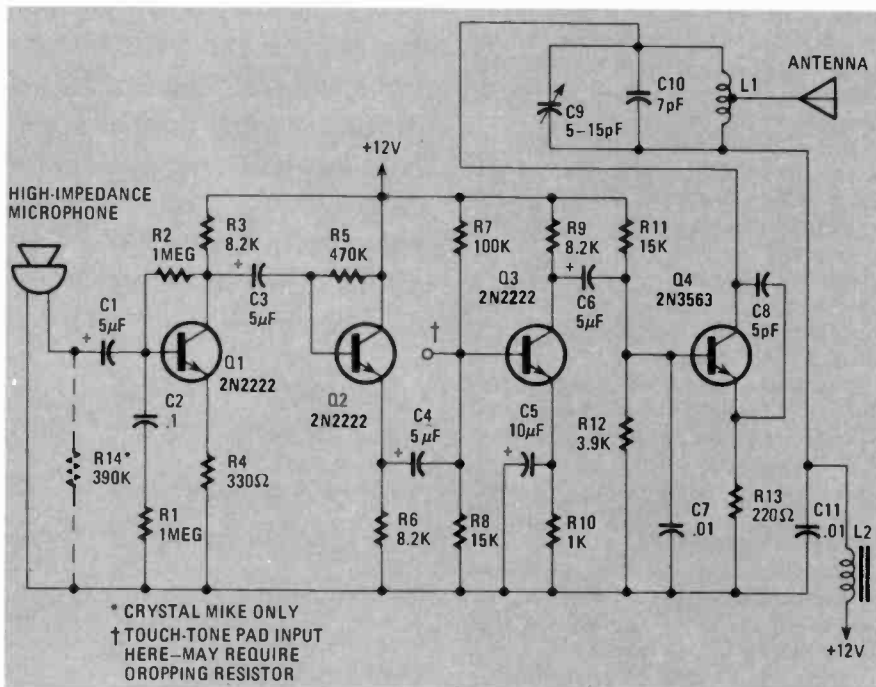 ANTENNA
L1
C10
7pF
C9
5-15pF
+12V
HIGH-IMPEDANCE
MICROPHONE
R3
8.2K
R2
1MEG
R5
470K
R7
100K
R9
8.2K
R11
15K
C1
5µF
+
+
C3
5µF
Q3
2N2222
+
C6
5µF
Q4
2N3563
C8
5pF
†
Q1
2N2222
Q2
2N2222
C2
.1
C4
5µF
+
C5
10µF
+
R12
3.9K
R14*
390K
R4
330Ω
R1
1MEG
R6
8.2K
R8
15K
R10
1K
C7
.01
R13
220Ω
C11
.01
L2
+12V
* CRYSTAL MIKE ONLY
† TOUCH-TONE PAD INPUT
HERE—MAY REQUIRE
DROPPING RESISTOR